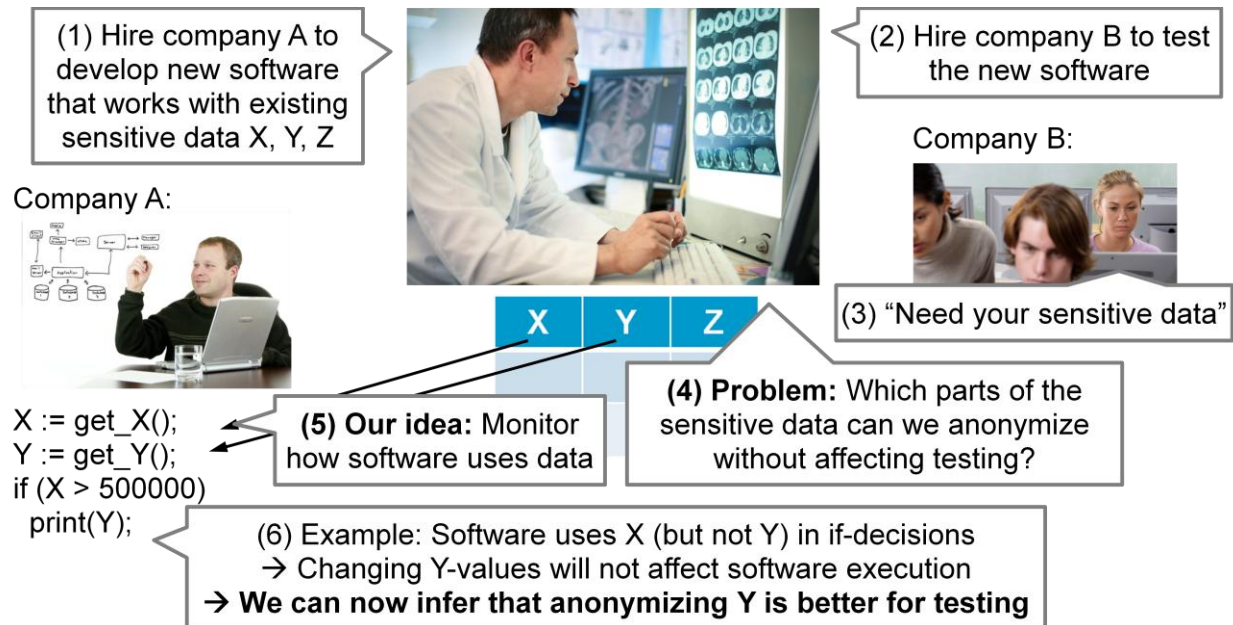 (1) Hire company A to
develop new software
that works with existing
sensitive data X, Y, Z
(2) Hire company B to test
the new software
Company A:
Company B:
(3) “Need your sensitive data”
X Y Z
(4) Problem: Which parts of the
sensitive data can we anonymize
without affecting testing?
(5) Our idea: Monitor
how software uses data
X := get_X();
Y := get_Y();
if (X > 500000)
print(Y);
(6) Example: Software uses X (but not Y) in if-decisions
→ Changing Y-values will not affect software execution
→ We can now infer that anonymizing Y is better for testing